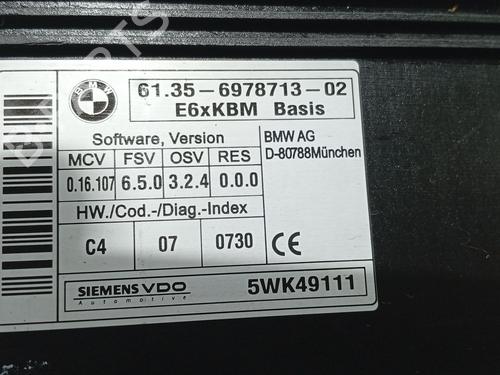 BMW
61.35 - 6978713 - 02
E6xKBM Basis
Software, Version
MCV FSV OSV RES
0.16.107 6.5.0 3.2.4 0.0.0
HW./Cod.-/Diag.-Index
C4 07 0730
BMW AG
D-80788München
CE
SIEMENS VDO
Automotive
5WK49111